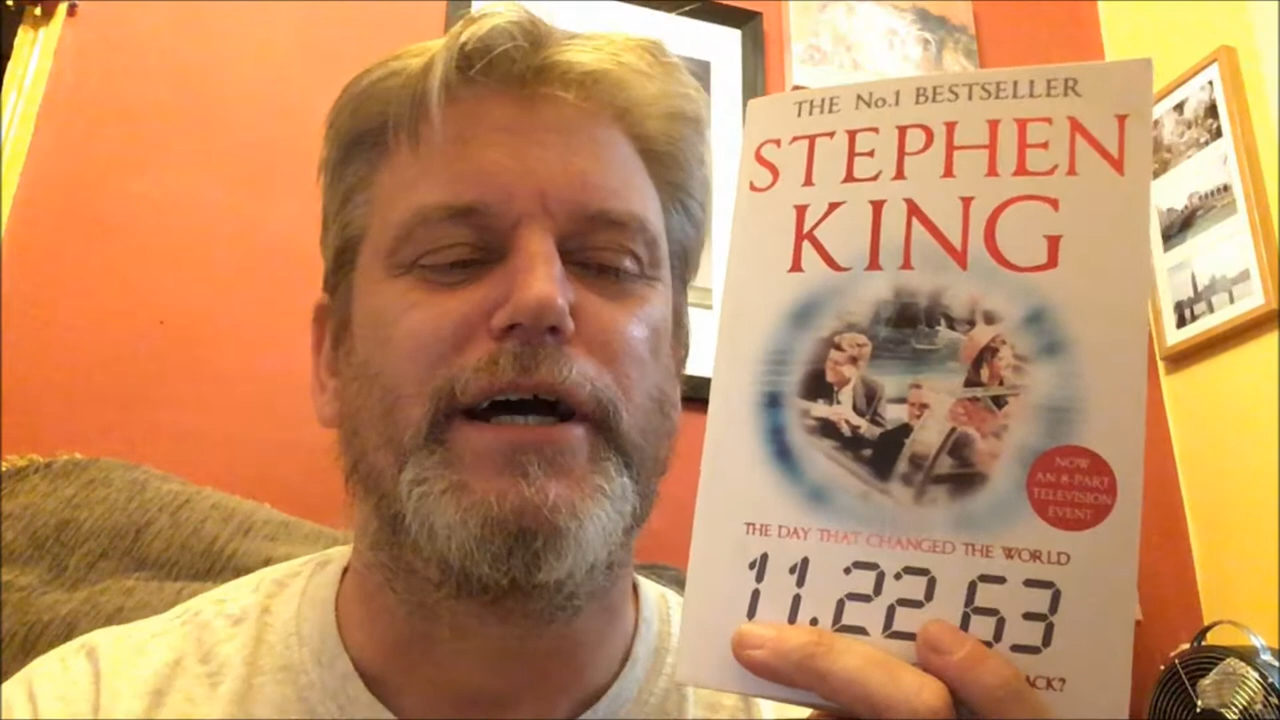 THE No.1 BESTSELLER
STEPHEN
KING
NOW
AN 8-PART
TELEVISION
EVENT
THE DAY THAT CHANGED THE WORLD
11.22.63
ACK?